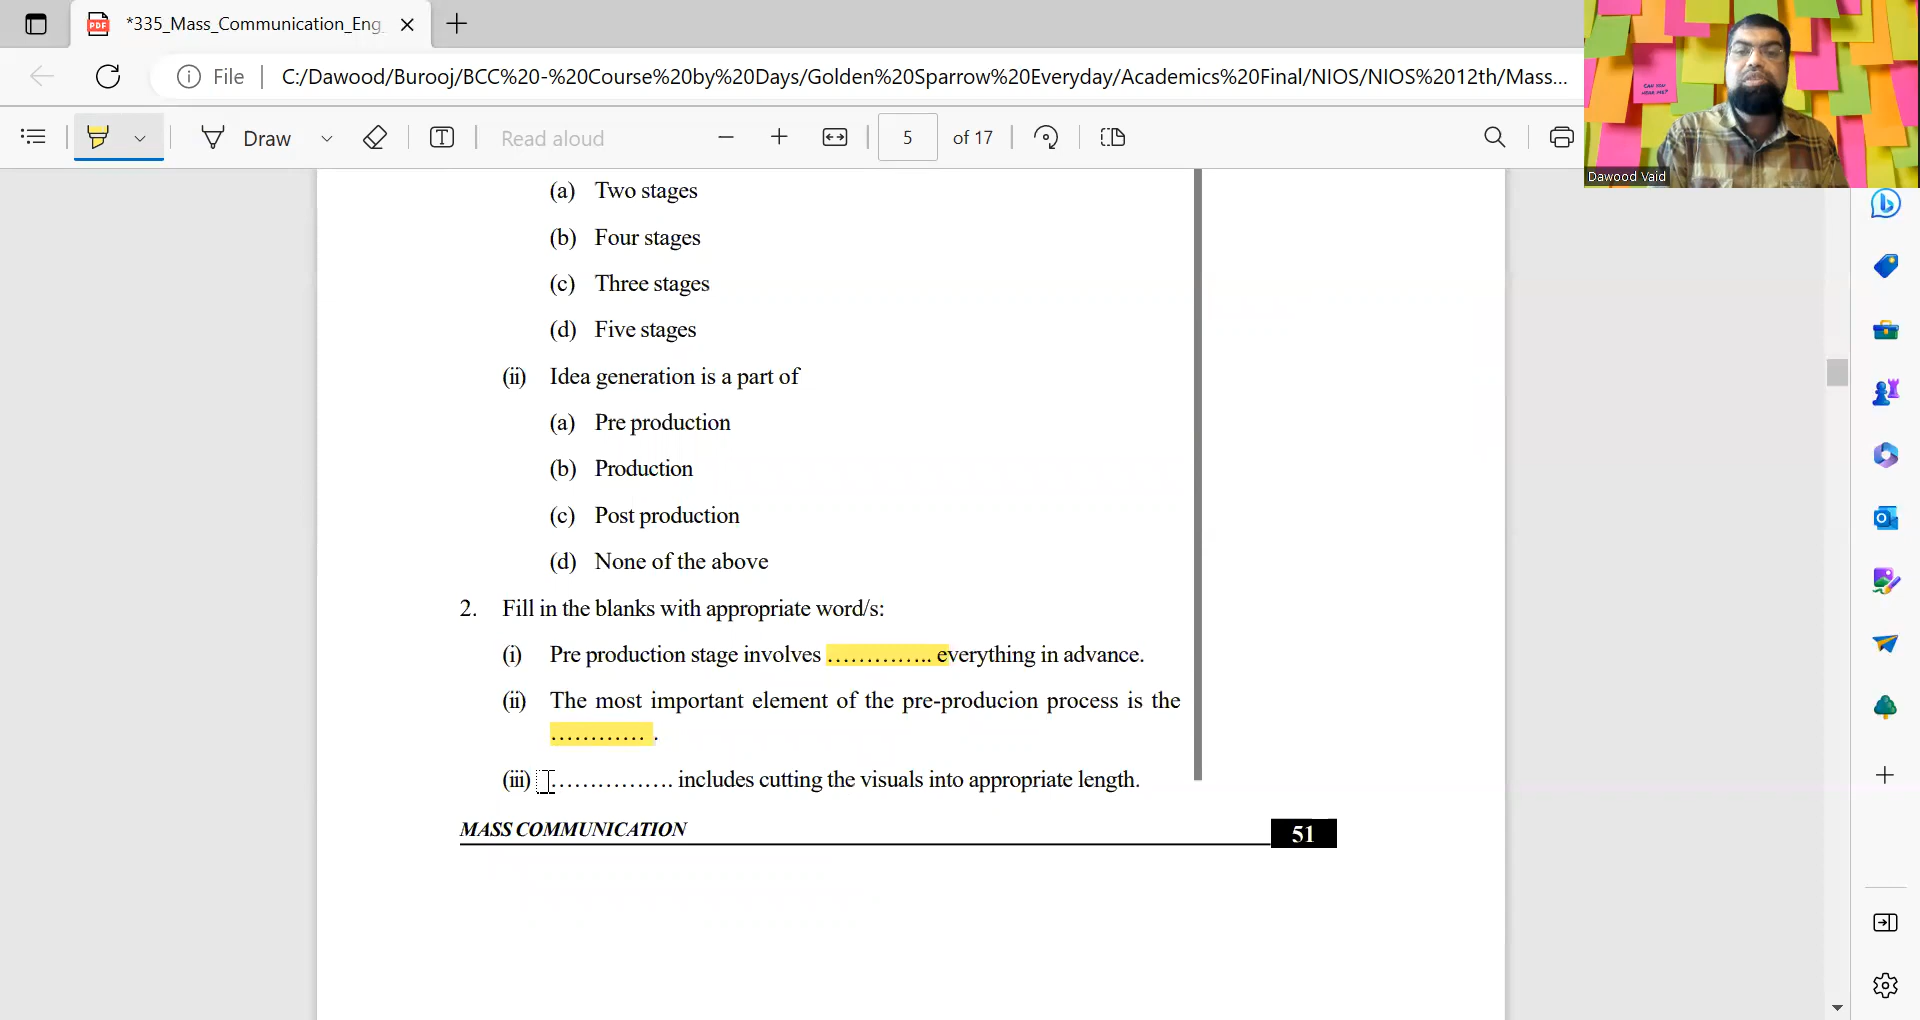 *335_Mass_Communication_Eng
File
C:/Dawood/Burooj/BCC%20-%20Course%20by%20Days/Golden%20Sparrow%20Everyday/Academics%20Final/NIOS/NIOS%2012th/Mass...
Draw
Read aloud
5 of 17
CAN YOU
HEAR ME?
Dawood Vaid
(a) Two stages
(b) Four stages
(c) Three stages
(d) Five stages
(ii) Idea generation is a part of
(a) Pre production
(b) Production
(c) Post production
(d) None of the above
2. Fill in the blanks with appropriate word/s:
(i) Pre production stage involves ………….. everything in advance.
(ii) The most important element of the pre-producion process is the
………… .
(iii) ……………. includes cutting the visuals into appropriate length.
MASS COMMUNICATION
51